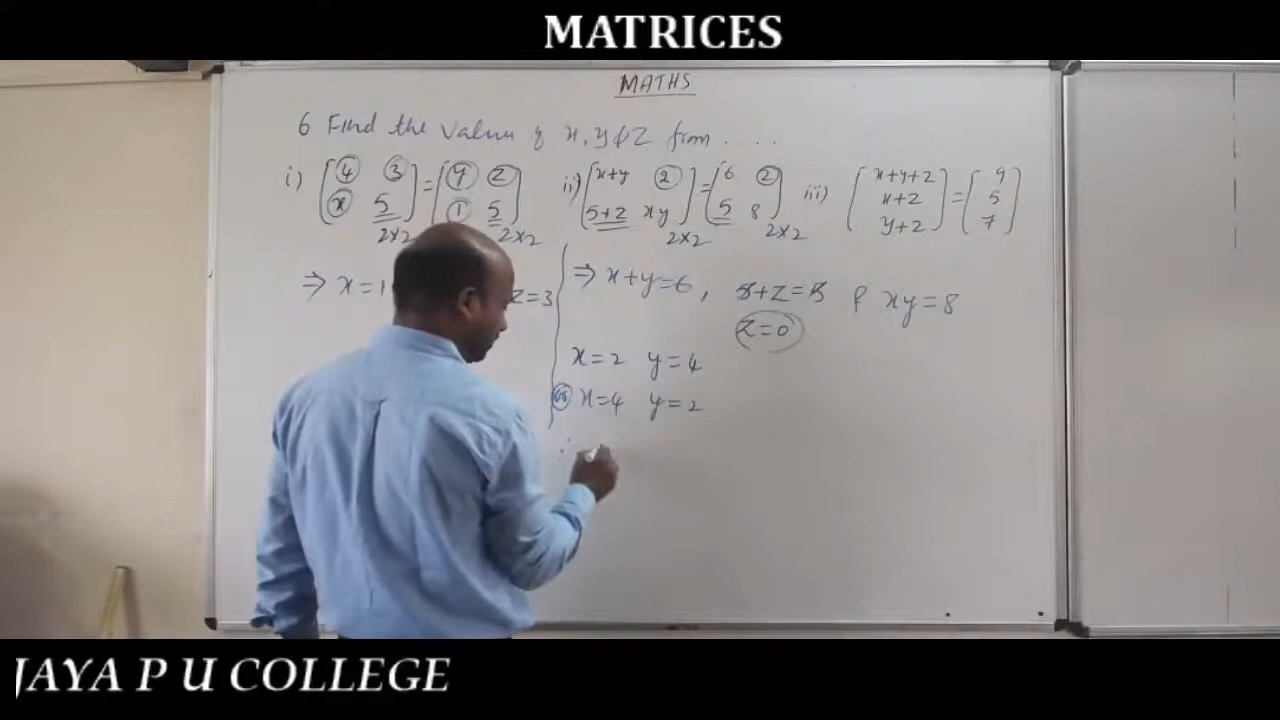 MATRICES
MATHS
6 Find the value of x, y & z from ....
i) [4 3 = [y z ii) [x+y 2 = [6 2 iii) [x+y+z = [9
x 5] 1 5] 5+z xy] 5 8] x+z 5
2x2 2x2 2x2 2x2 y+z] 7]
⇒ x=1 z=3 ⇒ x+y=6, 5+z=5 & xy=8
z=0
x=2 y=4
or x=4 y=2
JAYA P U COLLEGE